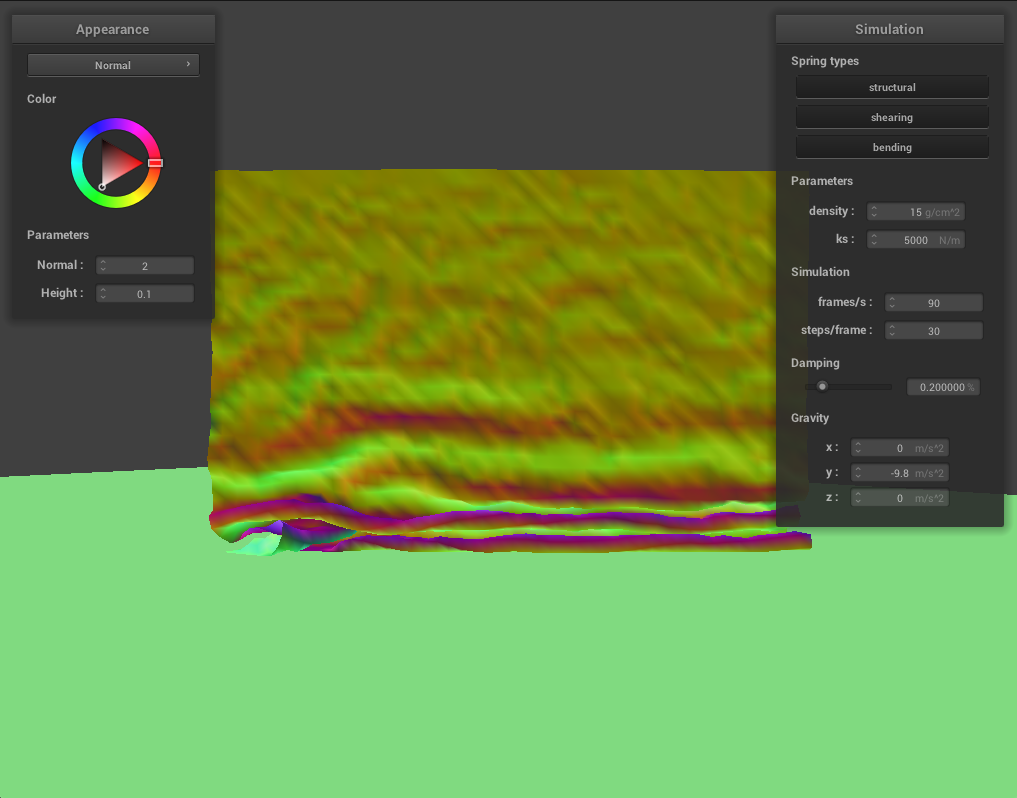 Appearance
Normal ›
Color
Parameters
Normal : 2
Height : 0.1
Simulation
Spring types
structural
shearing
bending
Parameters
density : 15 g/cm^2
ks : 5000 N/m
Simulation
frames/s : 90
steps/frame : 30
Damping
0.200000 %
Gravity
x : 0 m/s^2
y : -9.8 m/s^2
z : 0 m/s^2